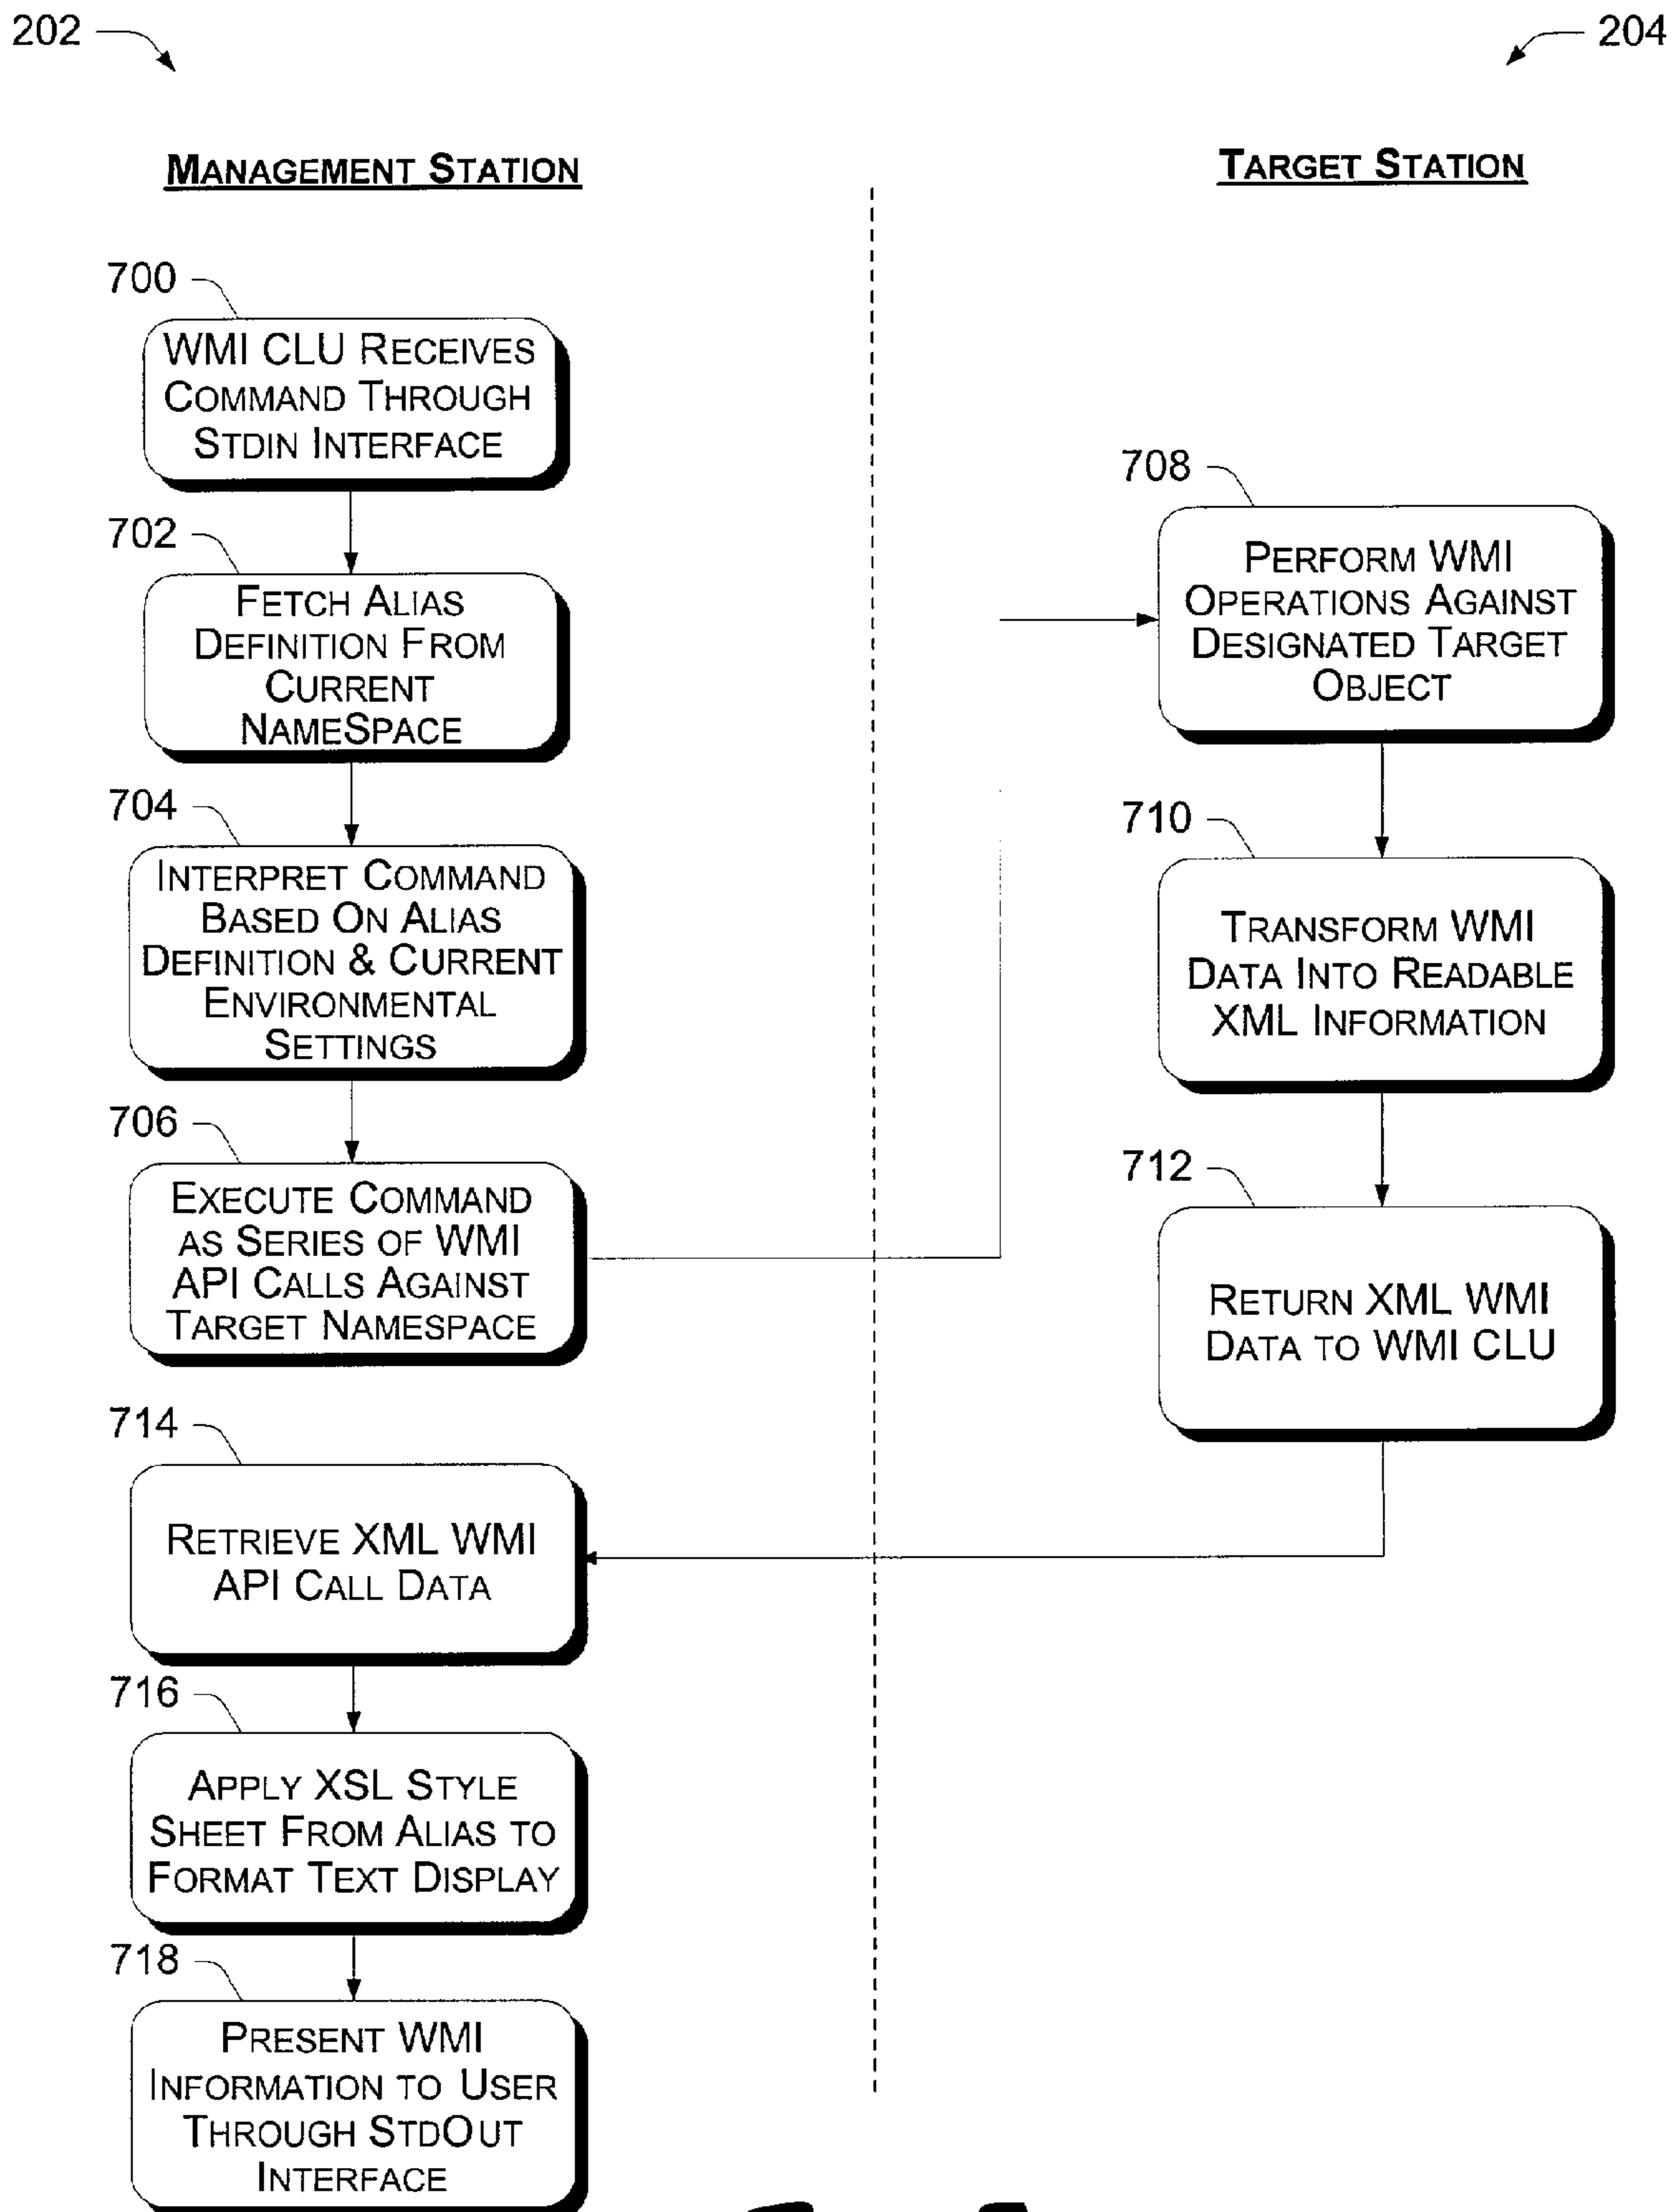 202
204
MANAGEMENT STATION
TARGET STATION
700
WMI CLU RECEIVES
COMMAND THROUGH
STDIN INTERFACE
702
FETCH ALIAS
DEFINITION FROM
CURRENT
NAMESPACE
704
INTERPRET COMMAND
BASED ON ALIAS
DEFINITION & CURRENT
ENVIRONMENTAL
SETTINGS
706
EXECUTE COMMAND
AS SERIES OF WMI
API CALLS AGAINST
TARGET NAMESPACE
708
PERFORM WMI
OPERATIONS AGAINST
DESIGNATED TARGET
OBJECT
710
TRANSFORM WMI
DATA INTO READABLE
XML INFORMATION
712
RETURN XML WMI
DATA TO WMI CLU
714
RETRIEVE XML WMI
API CALL DATA
716
APPLY XSL STYLE
SHEET FROM ALIAS TO
FORMAT TEXT DISPLAY
718
PRESENT WMI
INFORMATION TO USER
THROUGH STDOUT
INTERFACE